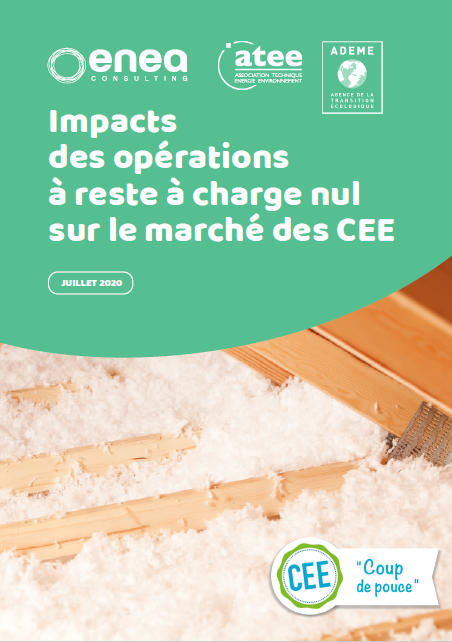 enea
CONSULTING
atee
ASSOCIATION TECHNIQUE
ÉNERGIE ENVIRONNEMENT
ADEME
AGENCE DE LA
TRANSITION
ÉCOLOGIQUE
Impacts
des opérations
à reste à charge nul
sur le marché des CEE
JUILLET 2020
CEE
"Coup
de pouce"